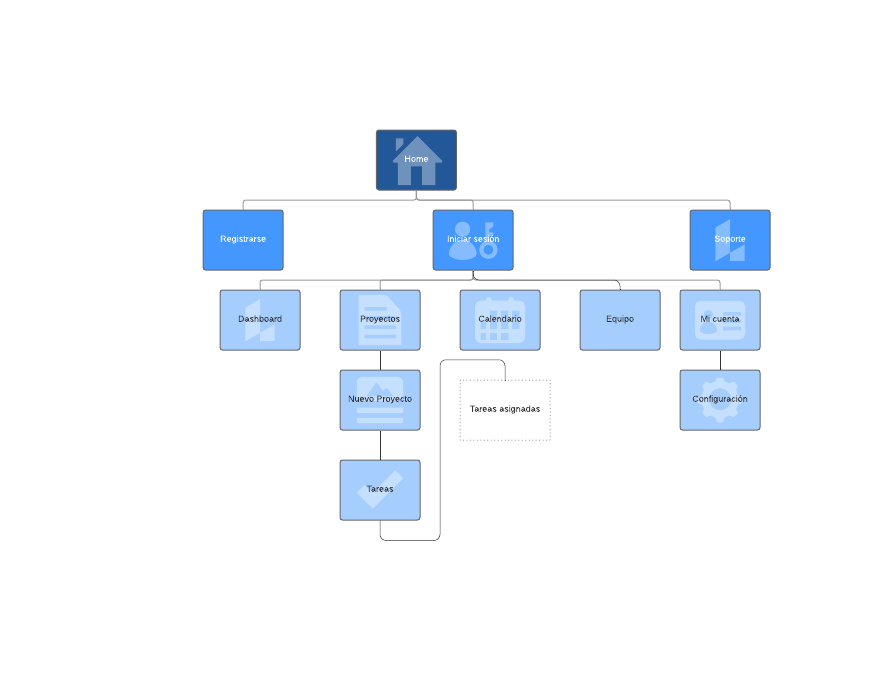 Home
Registrarse
Iniciar sesión
Soporte
Dashboard
Proyectos
Calendario
Equipo
Mi cuenta
Nuevo Proyecto
Tareas asignadas
Configuración
Tareas